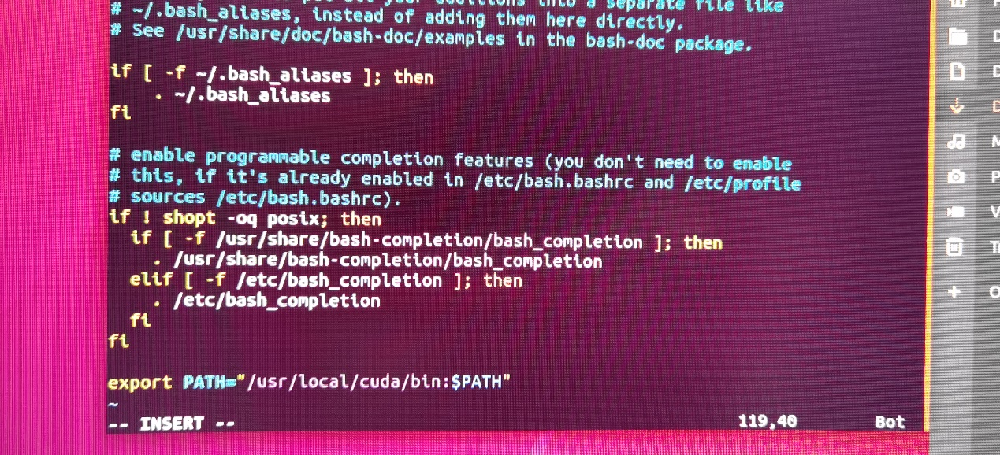 separate file like
# ~/.bash_aliases, instead of adding them here directly.
# See /usr/share/doc/bash-doc/examples in the bash-doc package.
if [ -f ~/.bash_aliases ]; then
    . ~/.bash_aliases
fi
# enable programmable completion features (you don't need to enable
# this, if it's already enabled in /etc/bash.bashrc and /etc/profile
# sources /etc/bash.bashrc).
if ! shopt -oq posix; then
  if [ -f /usr/share/bash-completion/bash_completion ]; then
    . /usr/share/bash-completion/bash_completion
  elif [ -f /etc/bash_completion ]; then
    . /etc/bash_completion
  fi
fi
export PATH="/usr/local/cuda/bin:$PATH"
~
-- INSERT -- 119,40 Bot